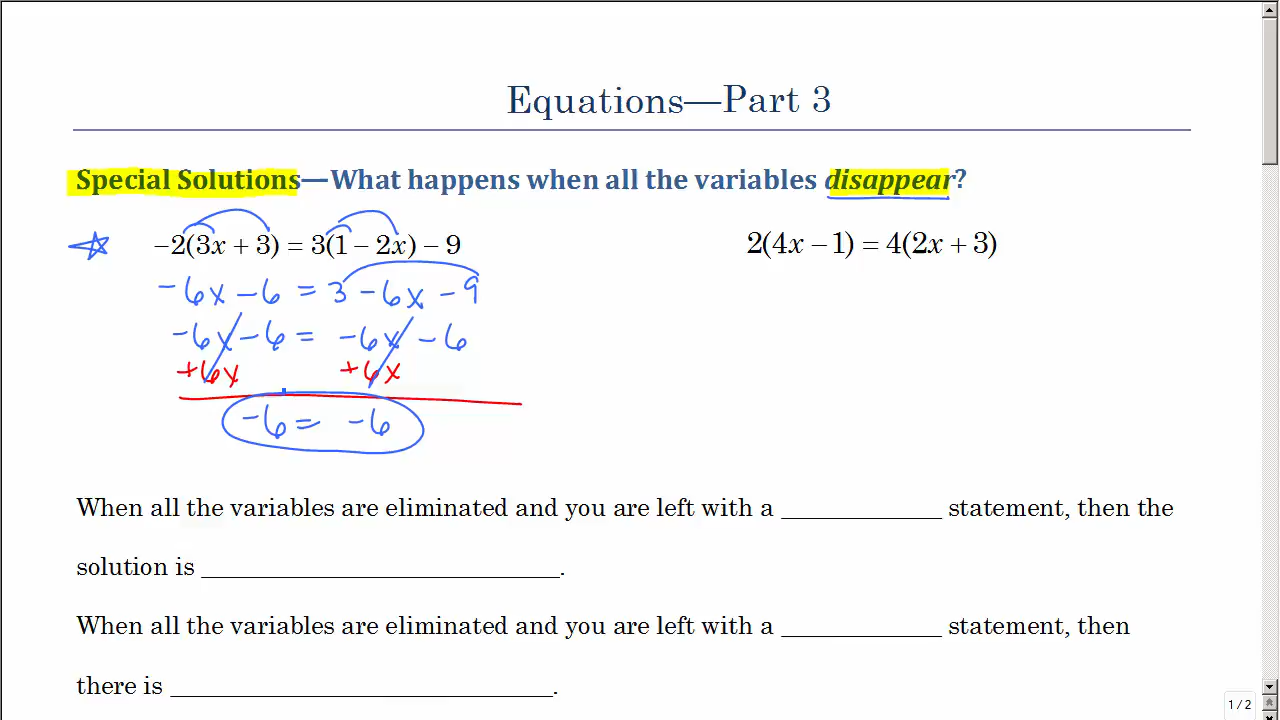 Equations—Part 3
Special Solutions—What happens when all the variables disappear?
−2(3x + 3) = 3(1 − 2x) − 9
2(4x − 1) = 4(2x + 3)
-6x - 6 = 3 - 6x - 9
-6x - 6 = -6x - 6
+6x +6x
-6 = -6
When all the variables are eliminated and you are left with a ____________ statement, then the
solution is ___________________________.
When all the variables are eliminated and you are left with a ____________ statement, then
there is _____________________________.
1 / 2